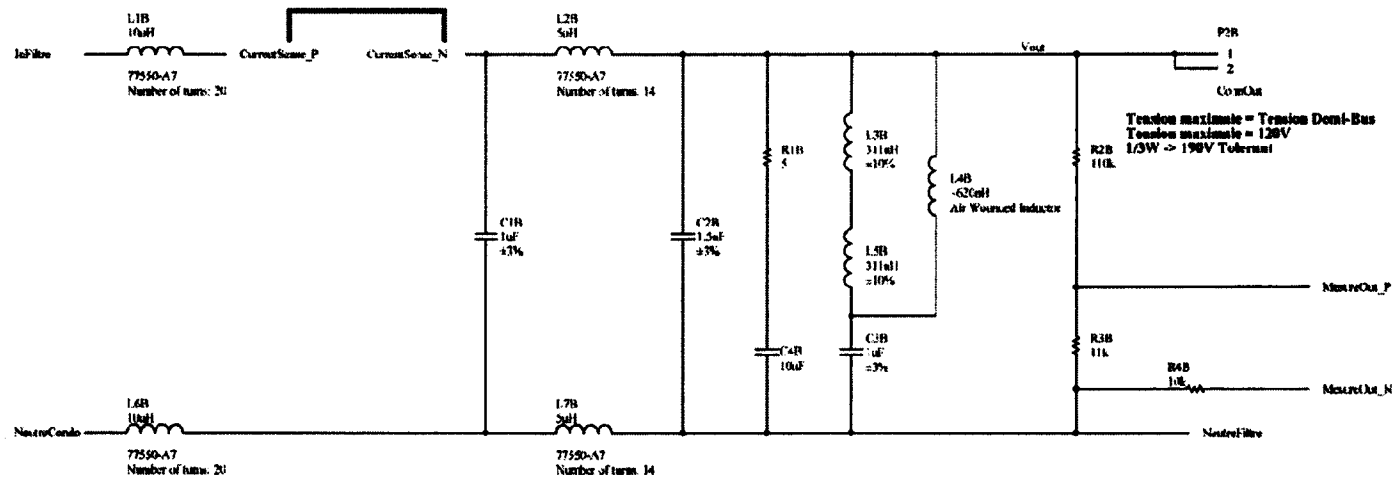 L1B
10uH
InFiltre
77550-A7
Number of turns: 20
CurrentSense_P
CurrentSense_N
L2B
5uH
77550-A7
Number of turns: 14
Vout
P2B
1
2
ConnOut
Tension maximale = Tension Demi-Bus
Tension maximale = 120V
1/3W -> 190V Tolerant
R1B
5
L3B
311nH
±10%
L4B
~620nH
Air Wounded Inductor
R2B
110k
C1B
1uF
±3%
C2B
1.5uF
±3%
L5B
311nH
±10%
MesureOut_P
C4B
10uF
C3B
1uF
±3%
R3B
11k
R4B
10k
MesureOut_N
L6B
10uH
NeutreCondo
77550-A7
Number of turns: 20
L7B
5uH
77550-A7
Number of turns: 14
NeutreFiltre